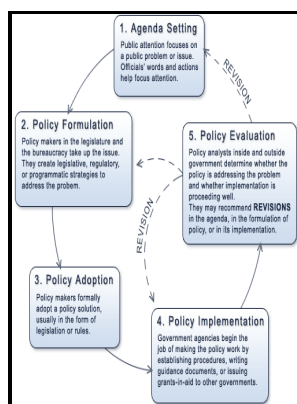 1. Agenda Setting
Public attention focuses on
a public problem or issue.
Officials' words and actions
help focus attention.
REVISION
2. Policy Formulation
Policy makers in the legislature and
the bureaucracy take up the issue.
They create legislative, regulatory,
or programmatic strategies to
address the probem.
5. Policy Evaluation
Policy analysts inside and outside
government determine whether the
policy is addressing the problem
and whether implementation is
proceeding well.
They may recommend REVISIONS
in the agenda, in the formulation of
policy, or in its implementation.
REVISION
3. Policy Adoption
Policy makers formally
adopt a policy solution,
usually in the form of
legislation or rules.
4. Policy Implementation
Government agencies begin the
job of making the policy work by
establishing procedures, writing
guidance documents, or issuing
grants-in-aid to other governments.